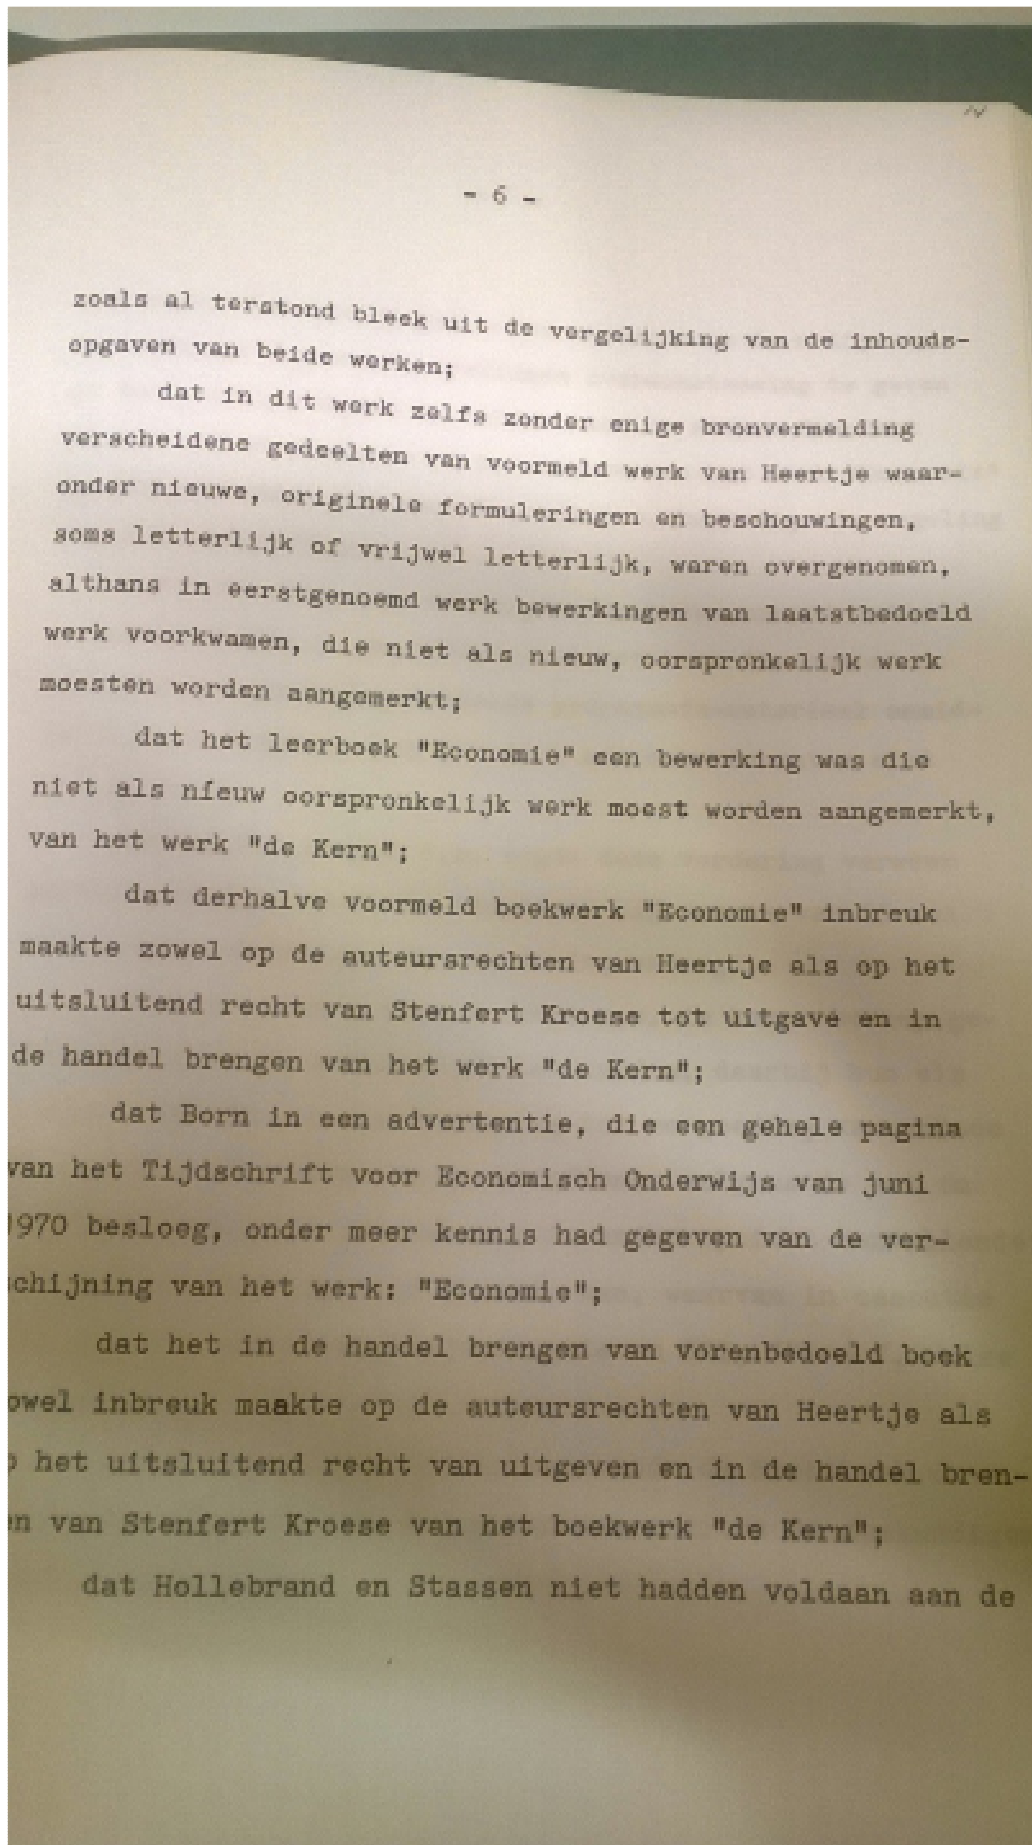 - 6 -
zoals al terstond bleek uit de vergelijking van de inhouds-
opgaven van beide werken;
dat in dit werk zelfs zonder enige bronvermelding
verscheidene gedeelten van voormeld werk van Heertje waar-
onder nieuwe, originele formuleringen en beschouwingen,
soms letterlijk of vrijwel letterlijk, waren overgenomen,
althans in eerstgenoemd werk bewerkingen van laatstbedoeld
werk voorkwamen, die niet als nieuw, oorspronkelijk werk
moesten worden aangemerkt;
dat het leerboek "Economie" een bewerking was die
niet als nieuw oorspronkelijk werk moest worden aangemerkt,
van het werk "de Kern";
dat derhalve voormeld boekwerk "Economie" inbreuk
maakte zowel op de auteursrechten van Heertje als op het
uitsluitend recht van Stenfert Kroese tot uitgave en in
de handel brengen van het werk "de Kern";
dat Born in een advertentie, die een gehele pagina
van het Tijdschrift voor Economisch Onderwijs van juni
1970 besloeg, onder meer kennis had gegeven van de ver-
schijning van het werk: "Economie";
dat het in de handel brengen van vorenbedoeld boek
owel inbreuk maakte op de auteursrechten van Heertje als
het uitsluitend recht van uitgeven en in de handel bren-
en van Stenfert Kroese van het boekwerk "de Kern";
dat Hollebrand en Stassen niet hadden voldaan aan de